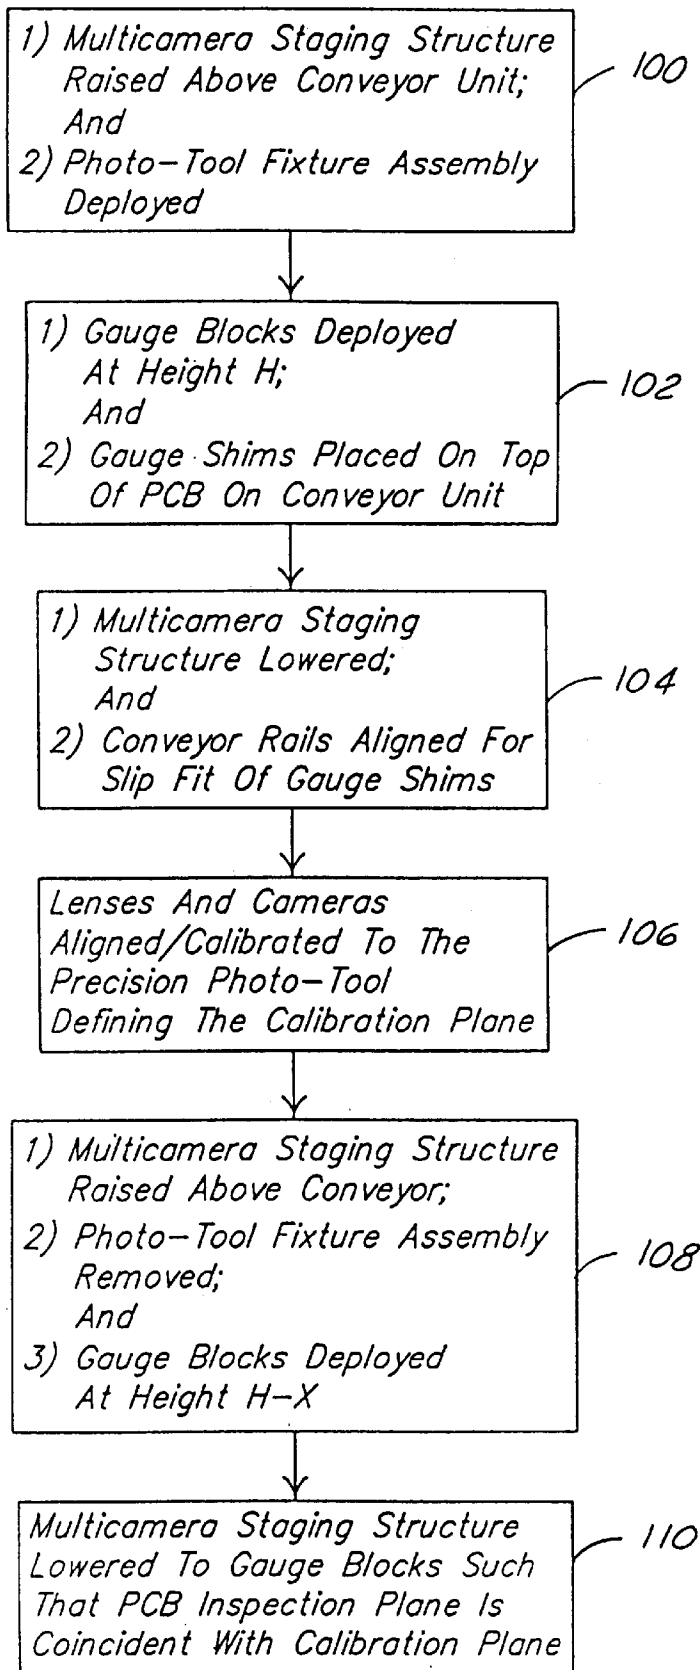 1) Multicamera Staging Structure
Raised Above Conveyor Unit;
And
2) Photo-Tool Fixture Assembly
Deployed
100
1) Gauge Blocks Deployed
At Height H;
And
2) Gauge Shims Placed On Top
Of PCB On Conveyor Unit
102
1) Multicamera Staging
Structure Lowered;
And
2) Conveyor Rails Aligned For
Slip Fit Of Gauge Shims
104
Lenses And Cameras
Aligned/Calibrated To The
Precision Photo-Tool
Defining The Calibration Plane
106
1) Multicamera Staging Structure
Raised Above Conveyor;
2) Photo-Tool Fixture Assembly
Removed;
And
3) Gauge Blocks Deployed
At Height H-X
108
Multicamera Staging Structure
Lowered To Gauge Blocks Such
That PCB Inspection Plane Is
Coincident With Calibration Plane
110